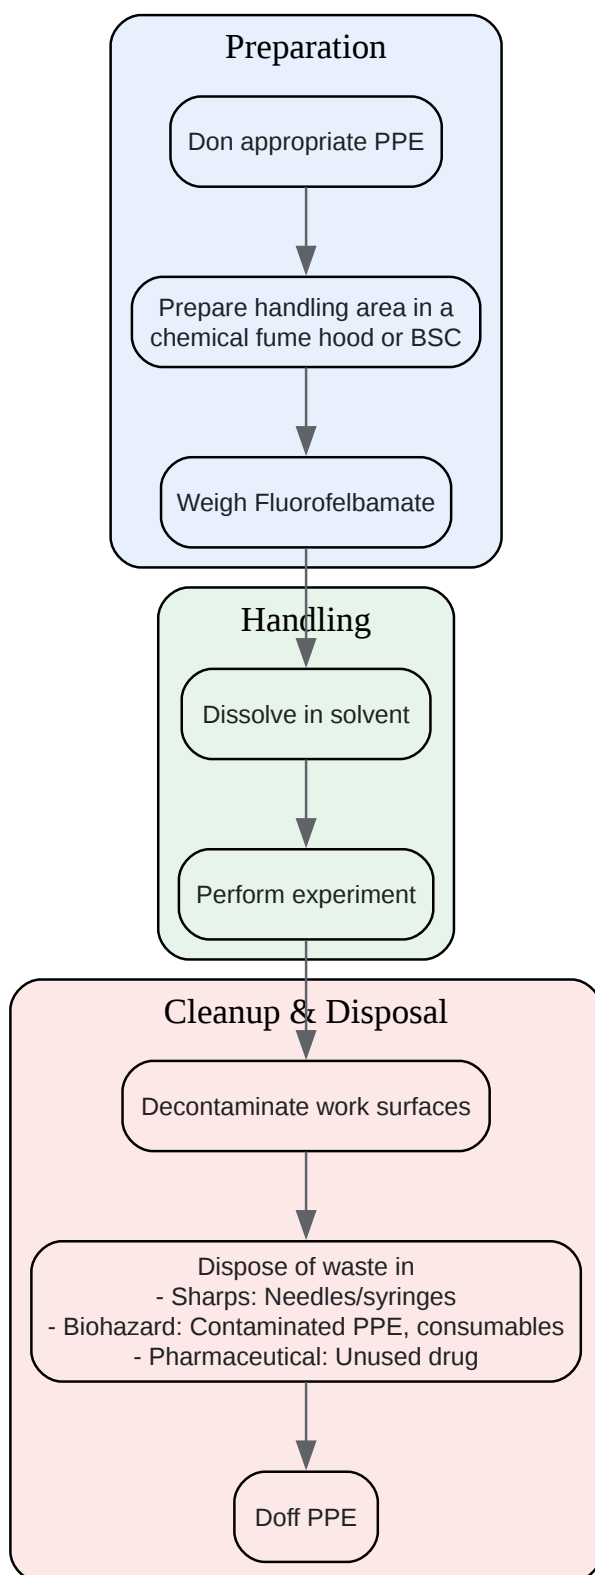 Preparation
Don appropriate PPE
Prepare handling area in a
chemical fume hood or BSC
Weigh Fluorofelbamate
Handling
Dissolve in solvent
Perform experiment
Cleanup & Disposal
Decontaminate work surfaces
Dispose of waste in
- Sharps: Needles/syringes
- Biohazard: Contaminated PPE, consumables
- Pharmaceutical: Unused drug
Doff PPE